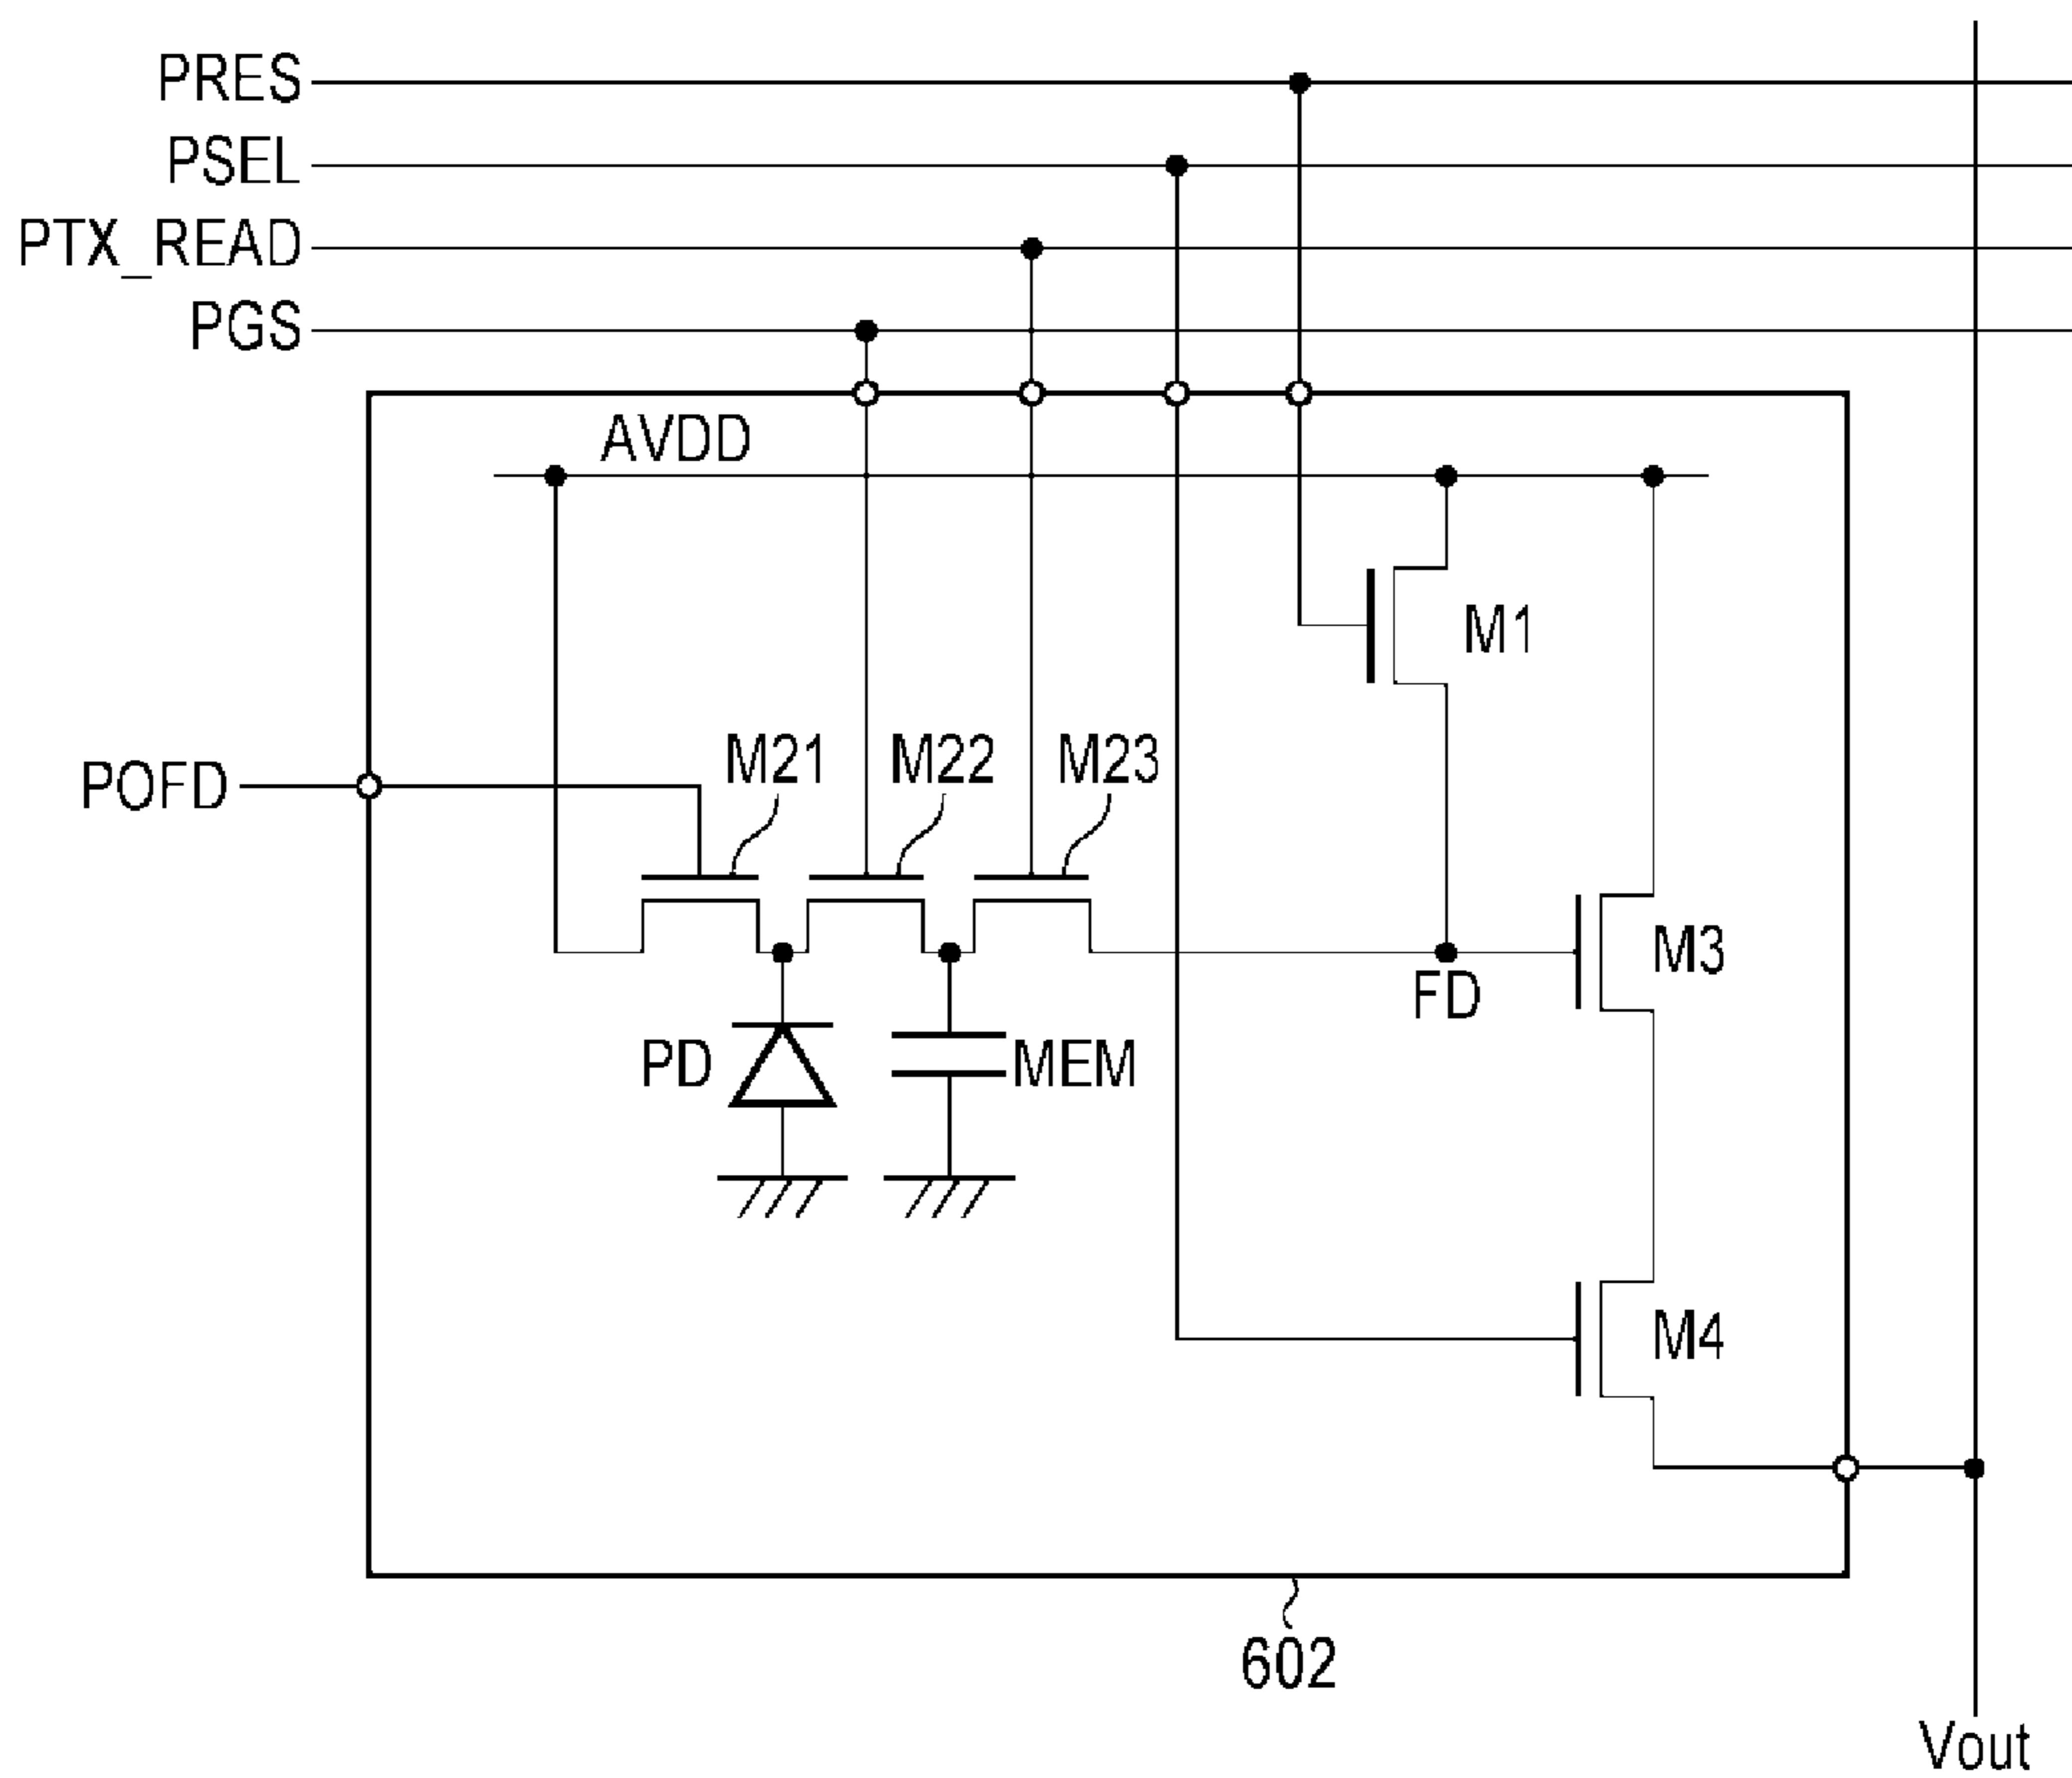 PRES
PSEL
PTX_READ
PGS
AVDD
M1
POFD
M21
M22
M23
M3
FD
PD
MEM
M4
602
Vout